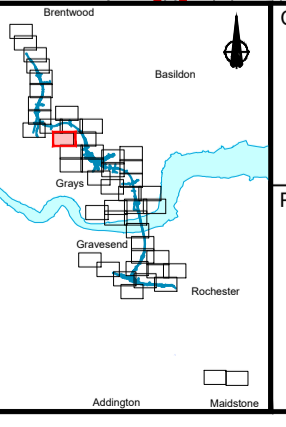 Brentwood
Basildon
Grays
Gravesend
Rochester
Addington
Maidstone